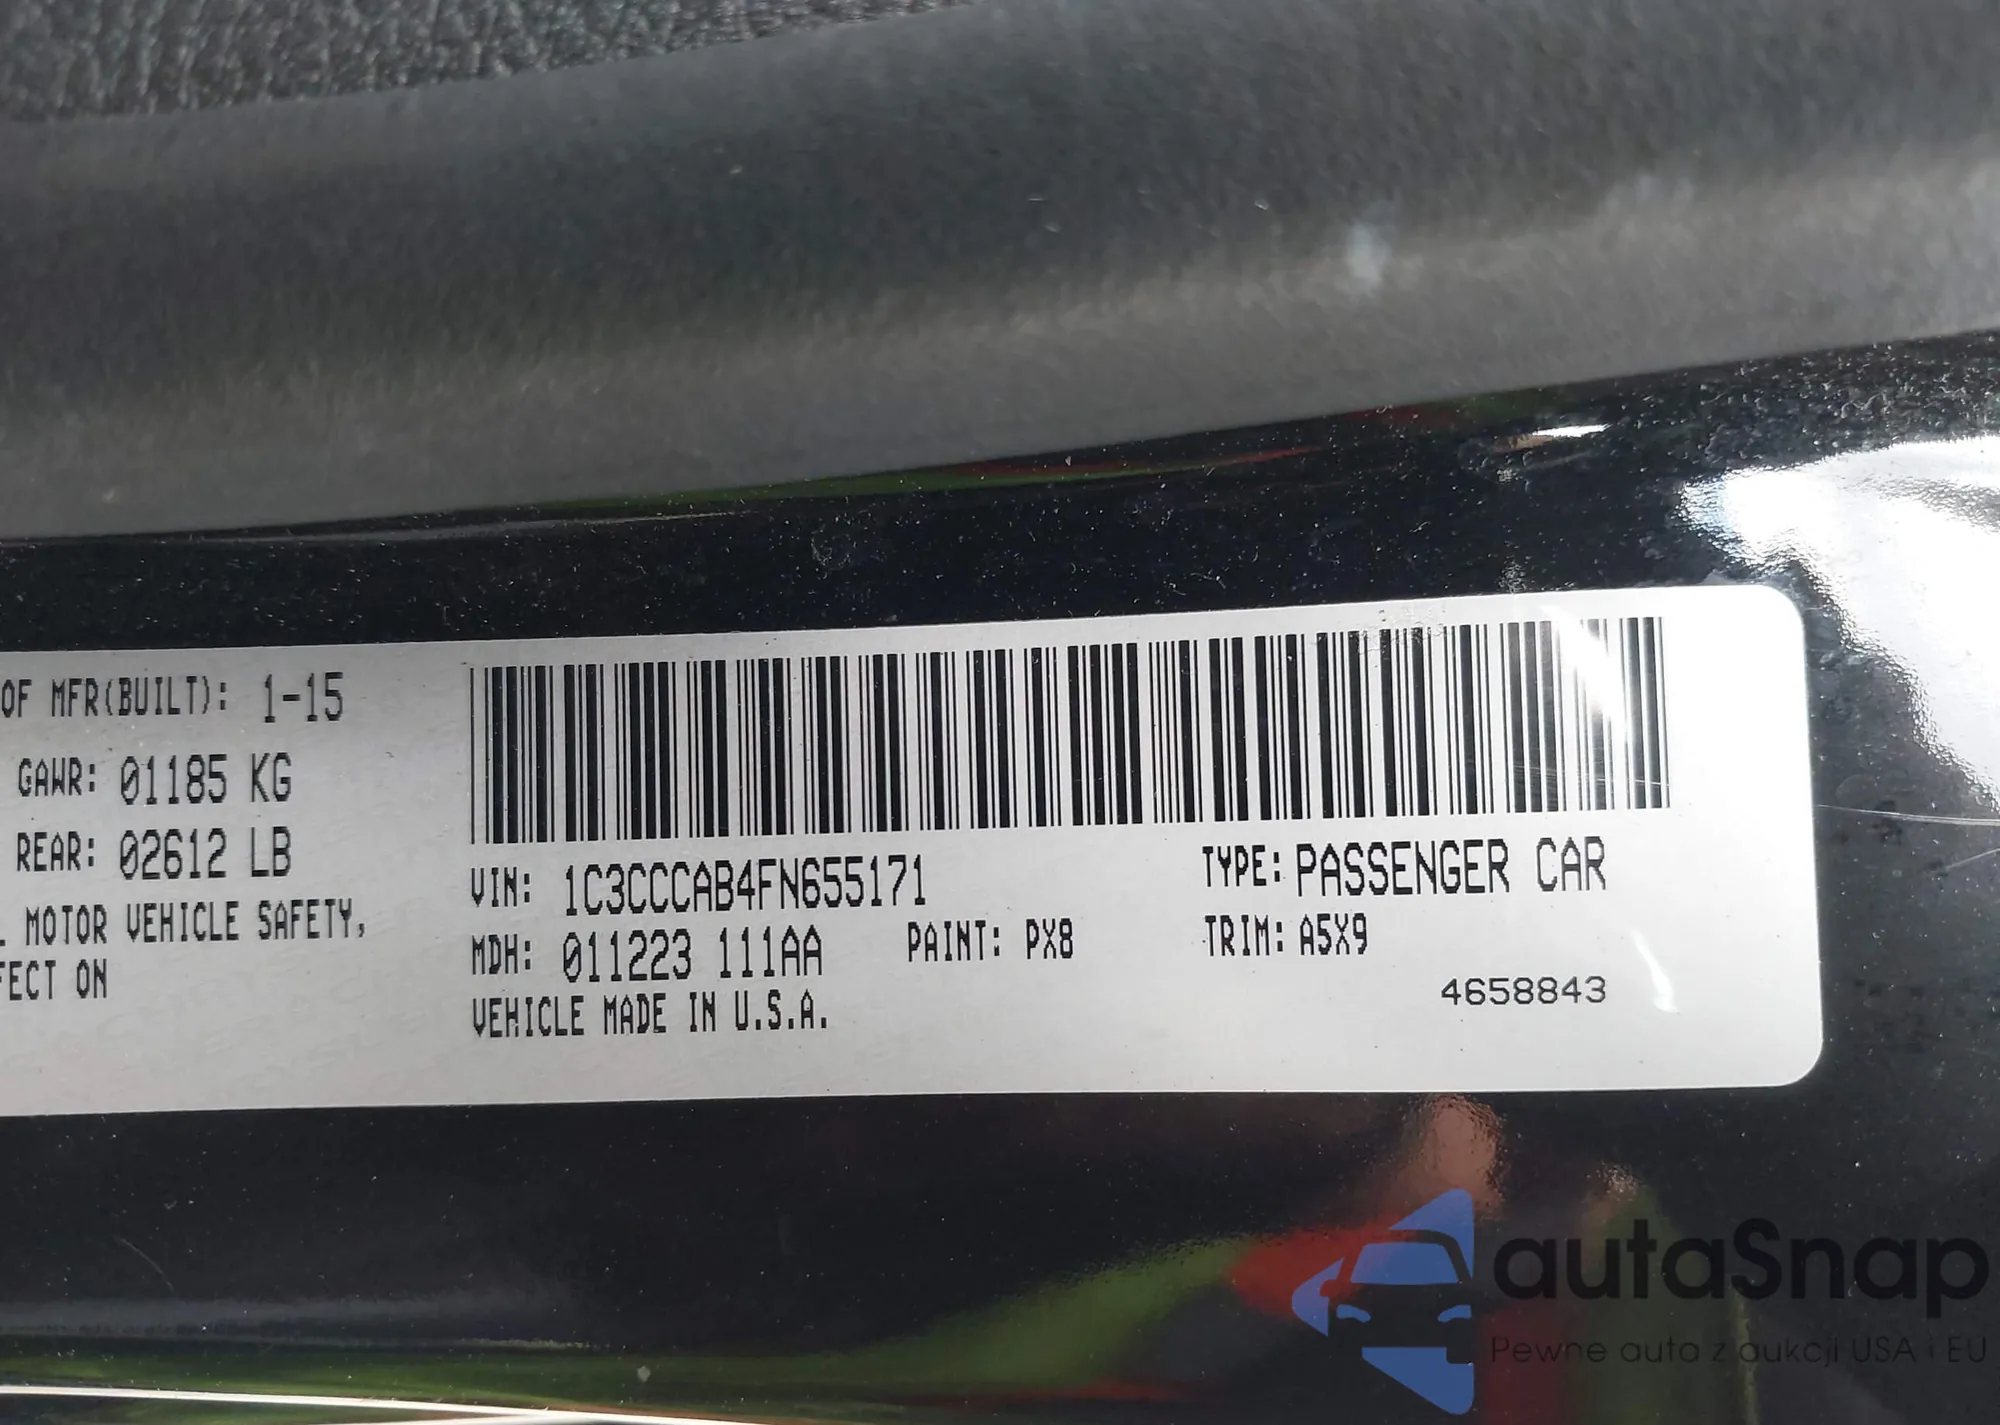 OF MFR(BUILT): 1-15
GAWR: 01185 KG
REAR: 02612 LB
MOTOR VEHICLE SAFETY,
ON
VIN: 1C3CCCAB4FN655171
TYPE: PASSENGER CAR
MDH: 011223 111AA
PAINT: PX8
TRIM: A5X9
VEHICLE MADE IN U.S.A.
4658843
autaSnap
Pewne auta z aukcji USA i EU